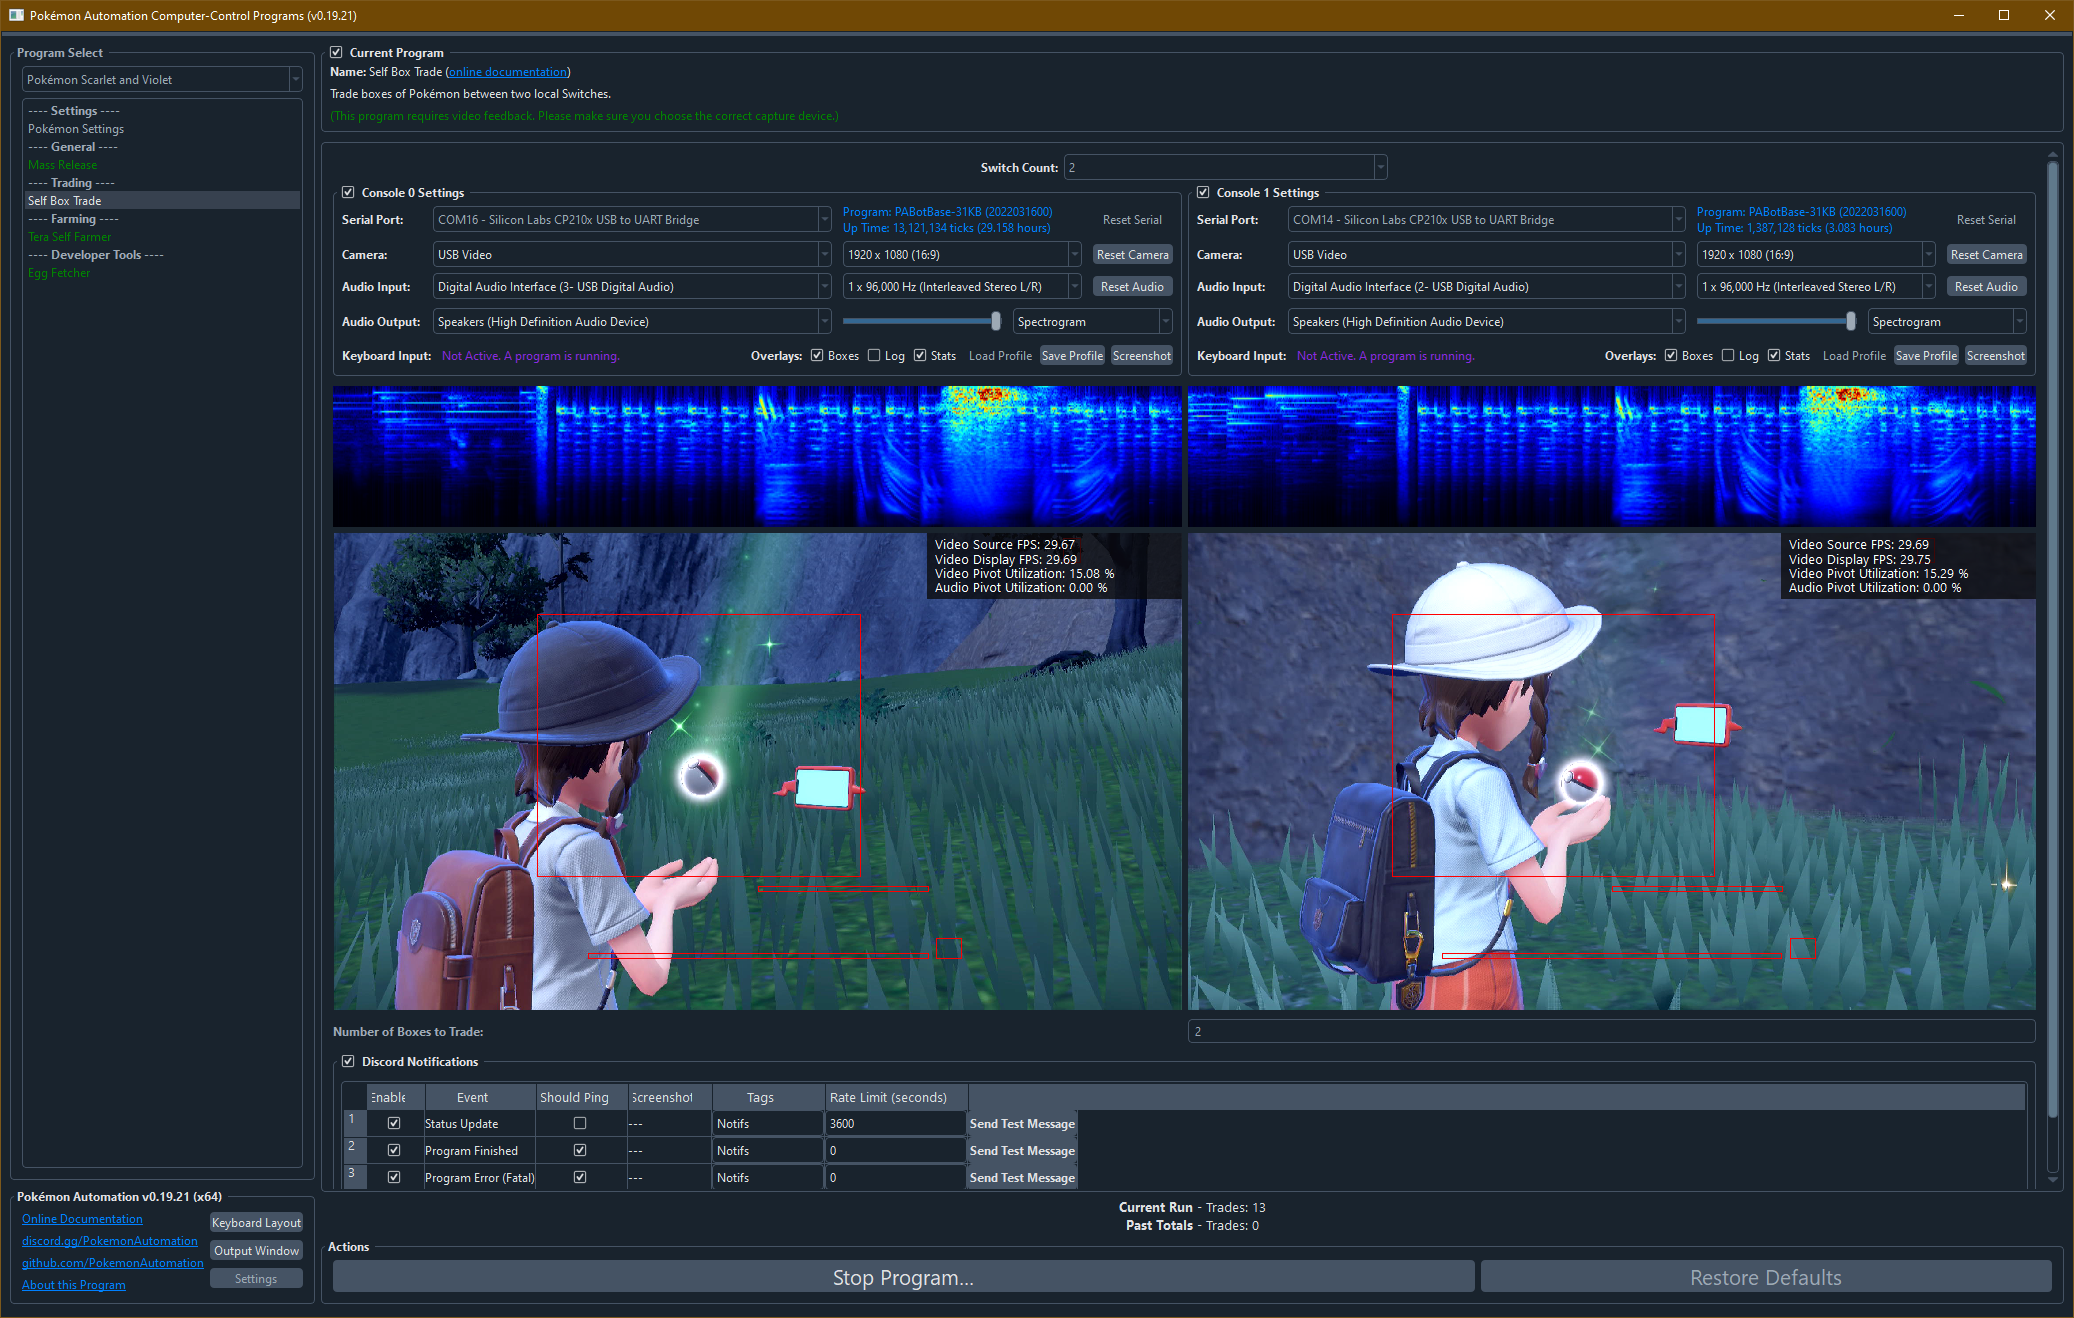 Pokémon Automation Computer-Control Programs (v0.19.21)
Program Select
Pokémon Scarlet and Violet
---- Settings ----
Pokémon Settings
---- General ----
Mass Release
---- Trading ----
Self Box Trade
---- Farming ----
Tera Self Farmer
---- Developer Tools ----
Egg Fetcher
Current Program
Name: Self Box Trade (online documentation)
Trade boxes of Pokémon between two local Switches.
(This program requires video feedback. Please make sure you choose the correct capture device.)
Switch Count: 2
Console 0 Settings
Serial Port: COM16 - Silicon Labs CP210x USB to UART Bridge
Program: PABotBase-31KB (2022031600)
Up Time: 13,121,134 ticks (29.158 hours)
Reset Serial
Camera: USB Video 1920 x 1080 (16:9) Reset Camera
Audio Input: Digital Audio Interface (3- USB Digital Audio) 1 x 96,000 Hz (Interleaved Stereo L/R) Reset Audio
Audio Output: Speakers (High Definition Audio Device) Spectrogram
Keyboard Input: Not Active. A program is running. Overlays: Boxes Log Stats Load Profile Save Profile Screenshot
Console 1 Settings
Serial Port: COM14 - Silicon Labs CP210x USB to UART Bridge
Program: PABotBase-31KB (2022031600)
Up Time: 1,387,128 ticks (3.083 hours)
Reset Serial
Camera: USB Video 1920 x 1080 (16:9) Reset Camera
Audio Input: Digital Audio Interface (2- USB Digital Audio) 1 x 96,000 Hz (Interleaved Stereo L/R) Reset Audio
Audio Output: Speakers (High Definition Audio Device) Spectrogram
Keyboard Input: Not Active. A program is running. Overlays: Boxes Log Stats Load Profile Save Profile Screenshot
Video Source FPS: 29.67
Video Display FPS: 29.69
Video Pivot Utilization: 15.08 %
Audio Pivot Utilization: 0.00 %
Video Source FPS: 29.69
Video Display FPS: 29.75
Video Pivot Utilization: 15.29 %
Audio Pivot Utilization: 0.00 %
Number of Boxes to Trade: 2
Discord Notifications
Enable Event Should Ping Screenshot Tags Rate Limit (seconds)
1 Status Update --- Notifs 3600 Send Test Message
2 Program Finished --- Notifs 0 Send Test Message
3 Program Error (Fatal) --- Notifs 0 Send Test Message
Current Run - Trades: 13
Past Totals - Trades: 0
Pokémon Automation v0.19.21 (x64)
Online Documentation
discord.gg/PokemonAutomation
github.com/PokemonAutomation
About this Program
Keyboard Layout
Output Window
Settings
Actions
Stop Program...
Restore Defaults